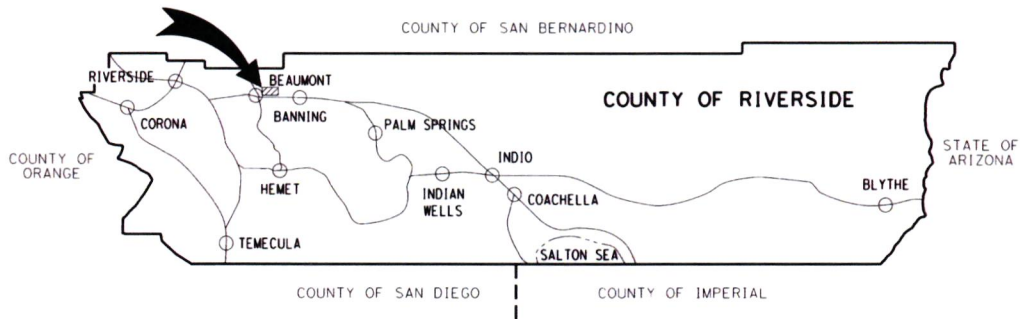 COUNTY OF SAN BERNARDINO
RIVERSIDE
BEAUMONT
COUNTY OF RIVERSIDE
CORONA
BANNING
PALM SPRINGS
COUNTY OF
ORANGE
STATE OF
ARIZONA
INDIO
HEMET
INDIAN
WELLS
COACHELLA
BLYTHE
TEMECULA
SALTON SEA
COUNTY OF SAN DIEGO
COUNTY OF IMPERIAL